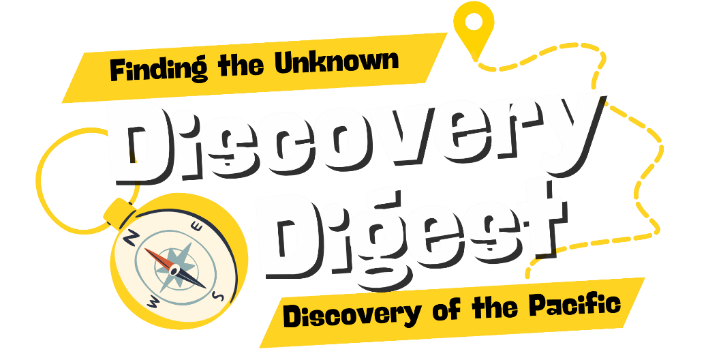 Finding the Unknown
Discovery
Digest
N
E
W
S
Discovery of the Pacific